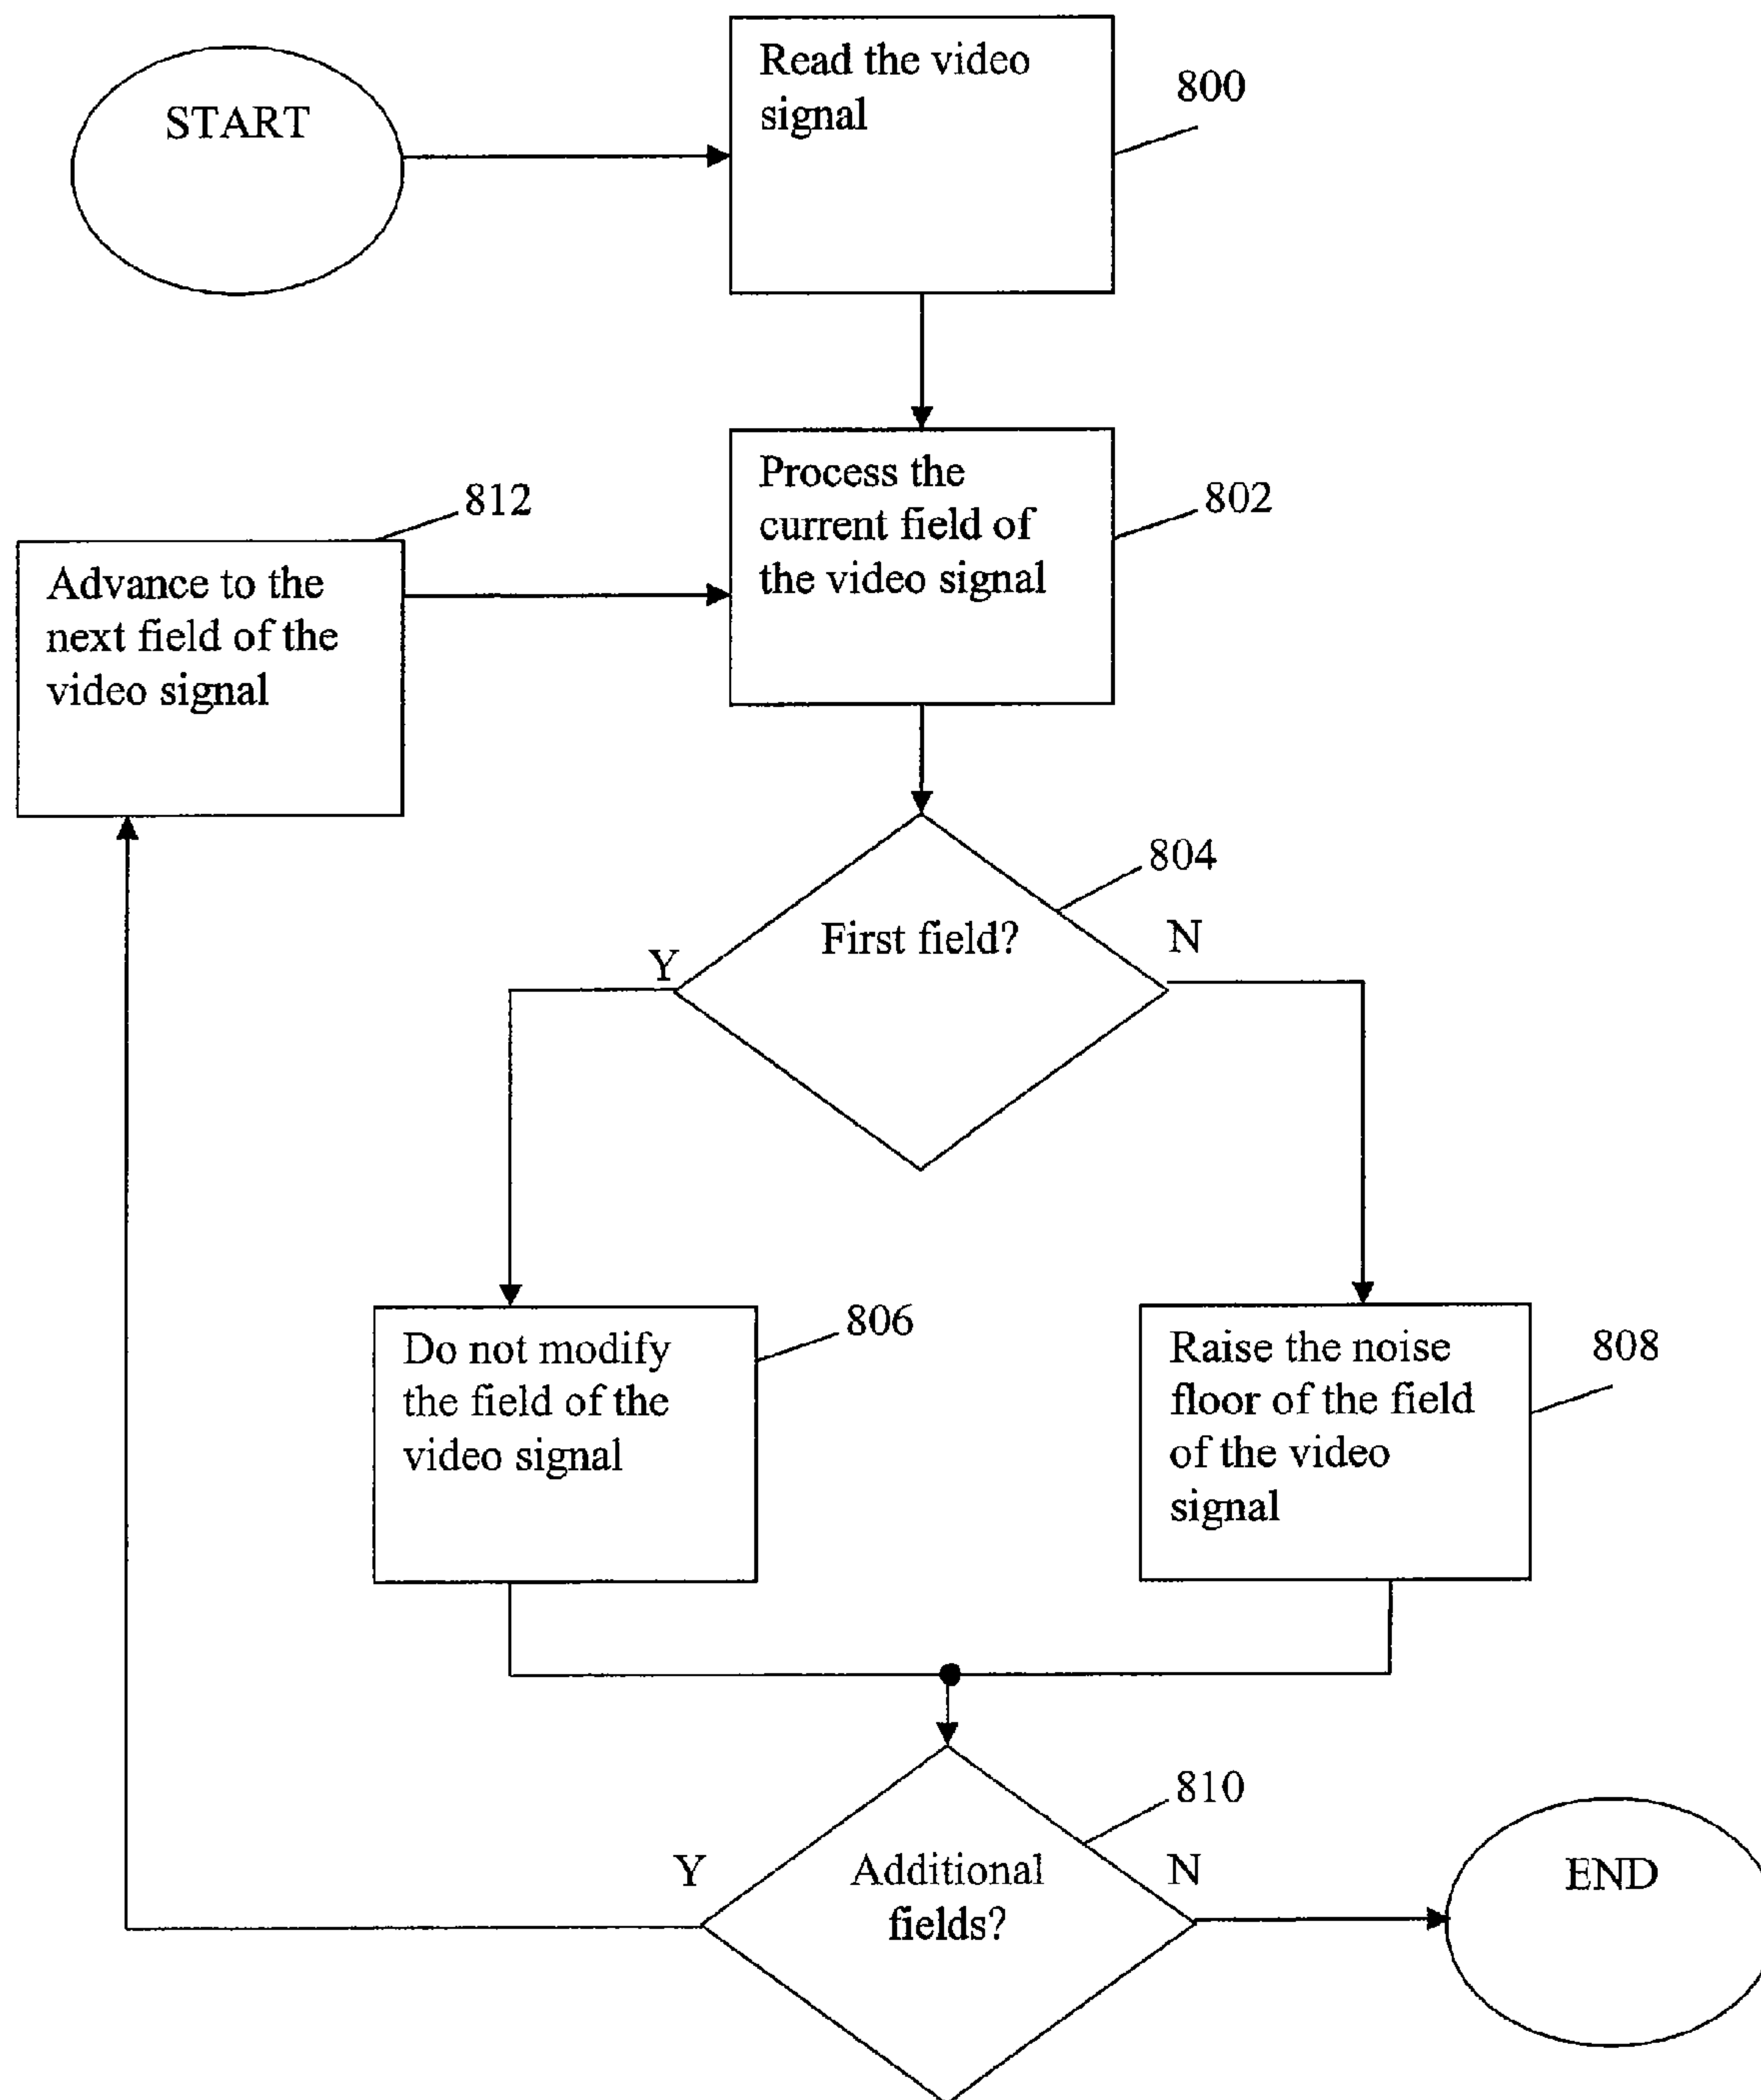 START
Read the video
signal
800
Process the
current field of
the video signal
802
812
Advance to the
next field of the
video signal
804
First field?
Y
N
Do not modify
the field of the
video signal
806
Raise the noise
floor of the field
of the video
signal
808
810
Additional
fields?
Y
N
END